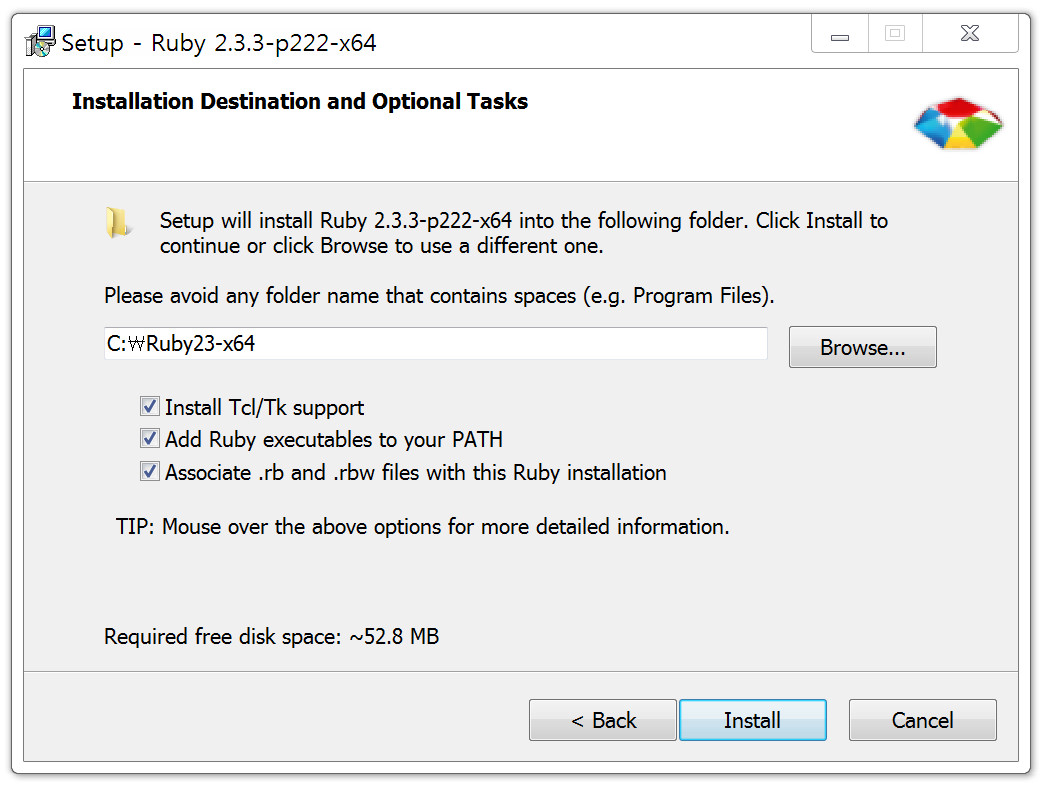 Setup - Ruby 2.3.3-p222-x64
Installation Destination and Optional Tasks
Setup will install Ruby 2.3.3-p222-x64 into the following folder. Click Install to
continue or click Browse to use a different one.
Please avoid any folder name that contains spaces (e.g. Program Files).
C:₩Ruby23-x64
Browse...
Install Tcl/Tk support
Add Ruby executables to your PATH
Associate .rb and .rbw files with this Ruby installation
TIP: Mouse over the above options for more detailed information.
Required free disk space: ~52.8 MB
< Back
Install
Cancel